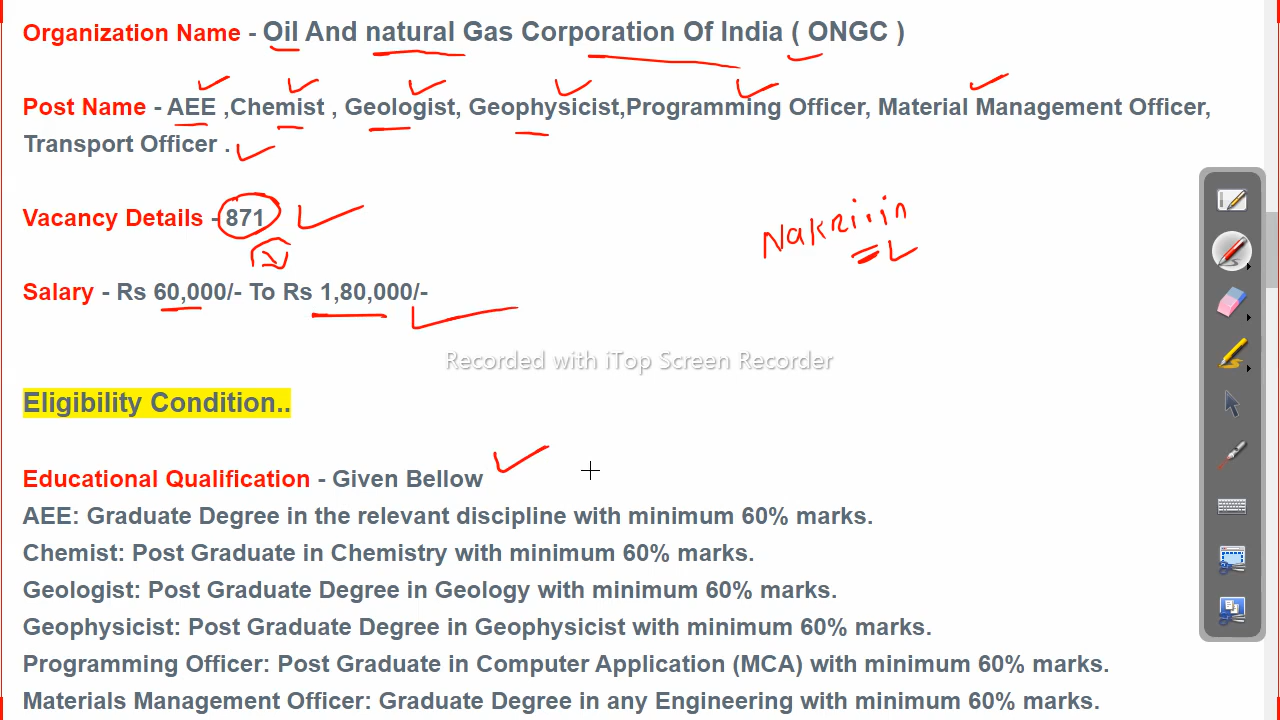 Organization Name - Oil And natural Gas Corporation Of India ( ONGC )
Post Name - AEE ,Chemist , Geologist, Geophysicist,Programming Officer, Material Management Officer,
Transport Officer .
Vacancy Details - 871
Nakri.in
Salary - Rs 60,000/- To Rs 1,80,000/-
Recorded with iTop Screen Recorder
Eligibility Condition..
Educational Qualification - Given Bellow
AEE: Graduate Degree in the relevant discipline with minimum 60% marks.
Chemist: Post Graduate in Chemistry with minimum 60% marks.
Geologist: Post Graduate Degree in Geology with minimum 60% marks.
Geophysicist: Post Graduate Degree in Geophysicist with minimum 60% marks.
Programming Officer: Post Graduate in Computer Application (MCA) with minimum 60% marks.
Materials Management Officer: Graduate Degree in any Engineering with minimum 60% marks.